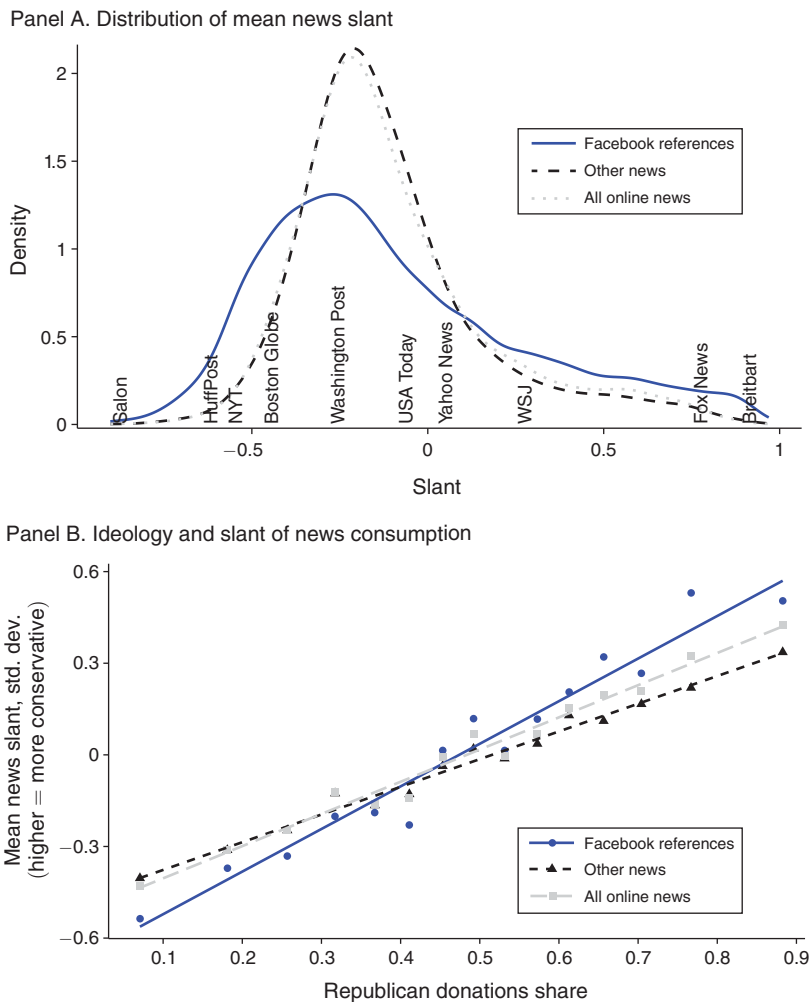 Panel A. Distribution of mean news slant
2
1.5
1
0.5
0
Density
Facebook references
Other news
All online news
Salon
HuffPost
NYT
Boston Globe
Washington Post
USA Today
Yahoo News
WSJ
Fox News
Breitbart
−0.5
0
0.5
1
Slant
Panel B. Ideology and slant of news consumption
0.6
0.3
0
−0.3
−0.6
Mean news slant, std. dev.
(higher = more conservative)
Facebook references
Other news
All online news
0.1
0.2
0.3
0.4
0.5
0.6
0.7
0.8
0.9
Republican donations share